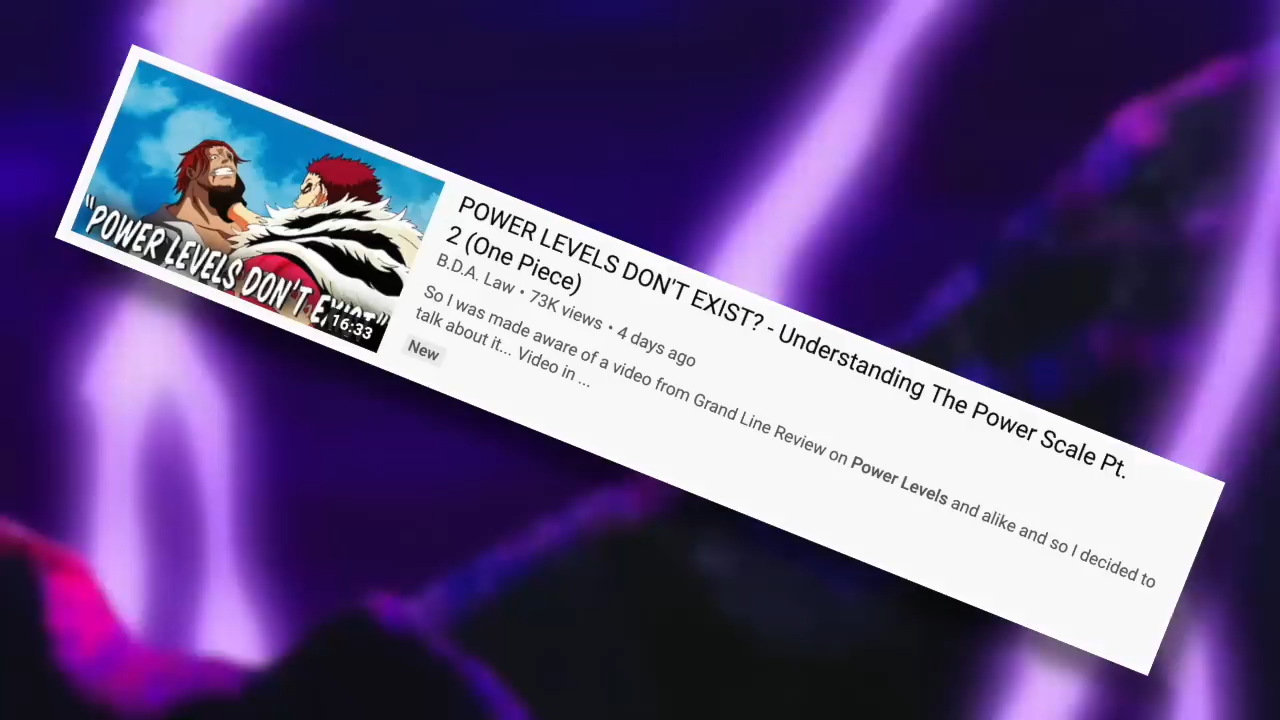 "POWER LEVELS DON'T EXIST"
16:33
POWER LEVELS DON'T EXIST? - Understanding The Power Scale Pt.
2 (One Piece)
B.D.A. Law • 73K views • 4 days ago
So I was made aware of a video from Grand Line Review on Power Levels and alike and so I decided to
talk about it... Video in ...
New